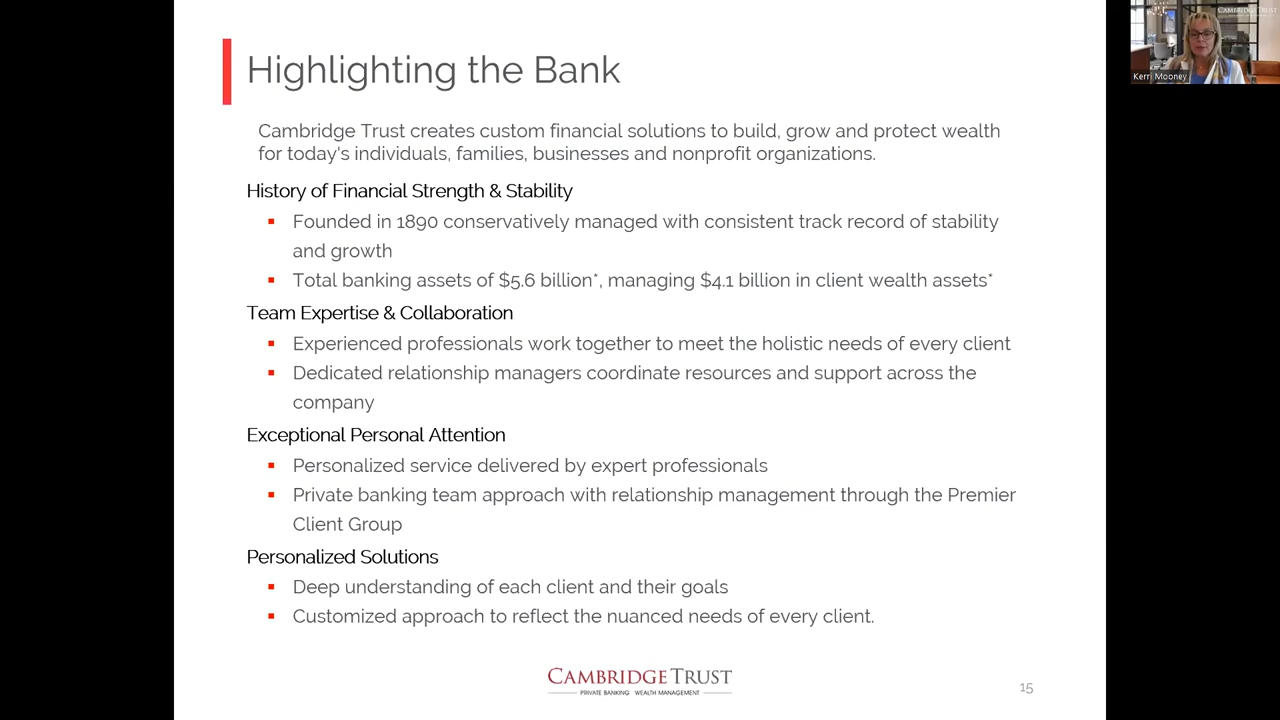 Highlighting the Bank
Cambridge Trust creates custom financial solutions to build, grow and protect wealth
for today's individuals, families, businesses and nonprofit organizations.
History of Financial Strength & Stability
Founded in 1890 conservatively managed with consistent track record of stability
and growth
Total banking assets of $5.6 billion*, managing $4.1 billion in client wealth assets*
Team Expertise & Collaboration
Experienced professionals work together to meet the holistic needs of every client
Dedicated relationship managers coordinate resources and support across the
company
Exceptional Personal Attention
Personalized service delivered by expert professionals
Private banking team approach with relationship management through the Premier
Client Group
Personalized Solutions
Deep understanding of each client and their goals
Customized approach to reflect the nuanced needs of every client.
CAMBRIDGE TRUST
PRIVATE BANKING WEALTH MANAGEMENT
15
CAMBRIDGE TRUST
Kerri Mooney